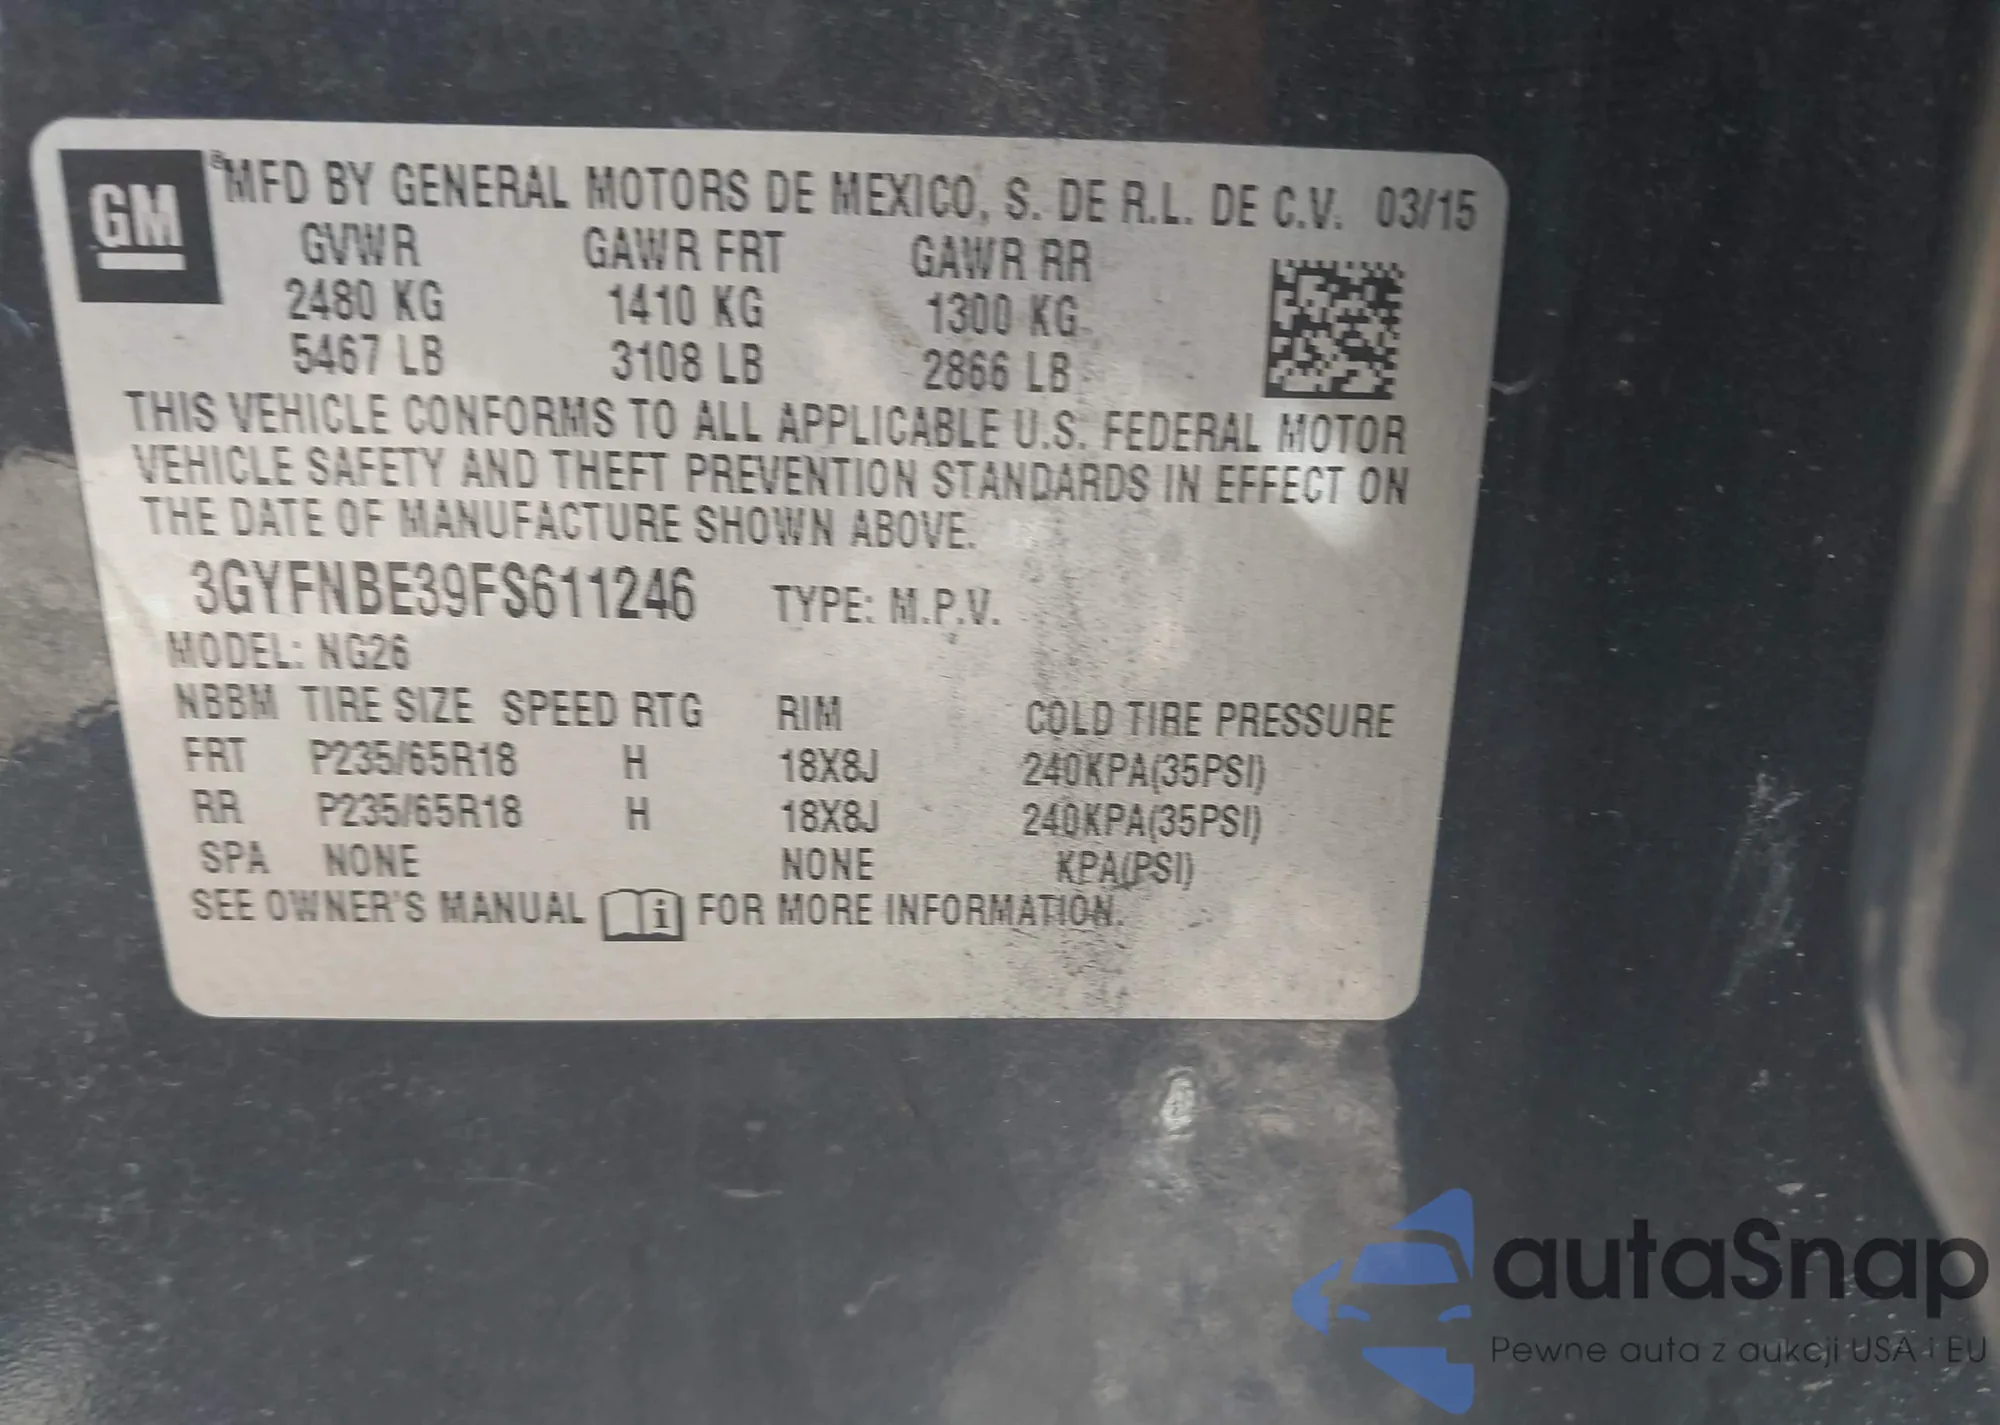 GM
® MFD BY GENERAL MOTORS DE MEXICO, S. DE R.L. DE C.V. 03/15
GVWR GAWR FRT GAWR RR
2480 KG 1410 KG 1300 KG
5467 LB 3108 LB 2866 LB
THIS VEHICLE CONFORMS TO ALL APPLICABLE U.S. FEDERAL MOTOR
VEHICLE SAFETY AND THEFT PREVENTION STANDARDS IN EFFECT ON
THE DATE OF MANUFACTURE SHOWN ABOVE.
3GYFNBE39FS611246 TYPE: M.P.V.
MODEL: NG26
NBBM TIRE SIZE SPEED RTG RIM COLD TIRE PRESSURE
FRT P235/65R18 H 18X8J 240KPA(35PSI)
RR P235/65R18 H 18X8J 240KPA(35PSI)
SPA NONE NONE KPA(PSI)
SEE OWNER'S MANUAL i FOR MORE INFORMATION.
autaSnap
Pewne auta z aukcji USA i EU